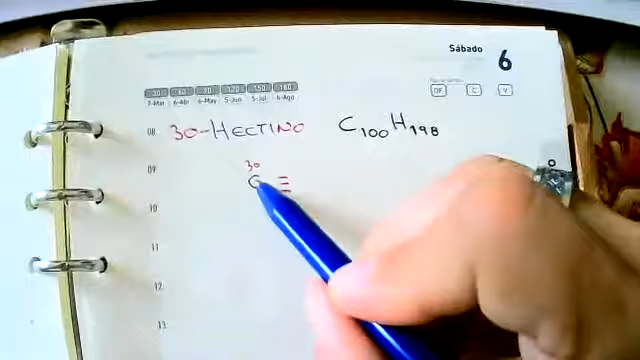 Sábado 6
30 60 90 120 150 180
7-Mar 6-Abr 6-May 5-Jun 5-Jul 4-Ago
DF C V
08 30-HECTINO C100H198
09 30
C ≡
10
11
12
13